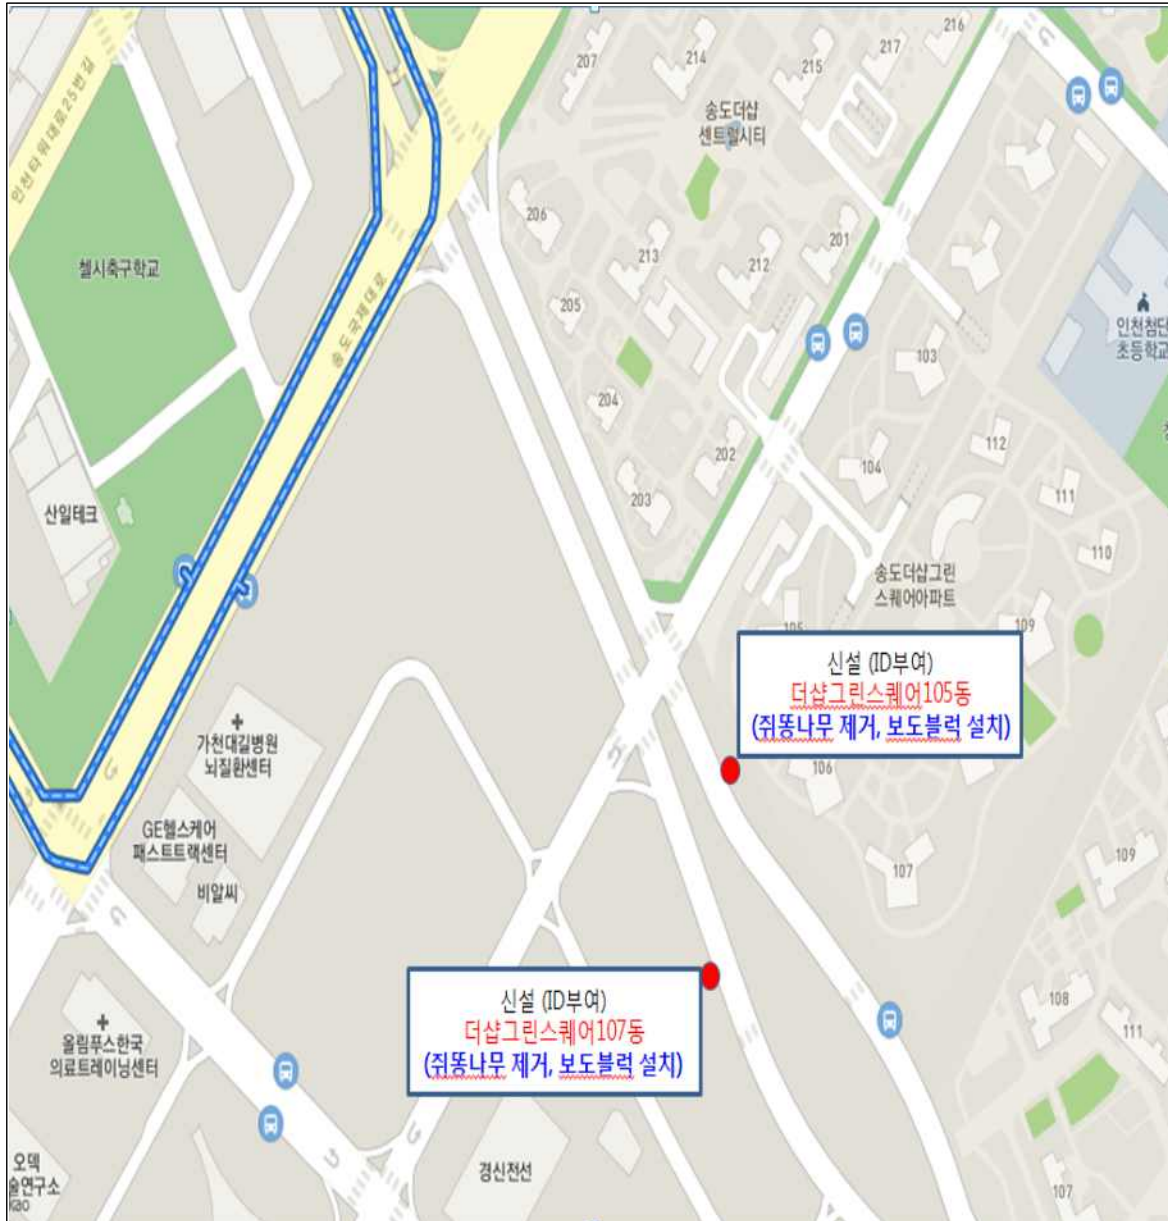 216
217
214
215
207
송도더샵
센트럴시티
인천타워대로25번길
206
201
213
212
첼시축구학교
송도국제대로
205
인천첨단
초등학교
103
204
202
112
104
203
111
산일테크
110
송도더샵그린
스퀘어아파트
105
109
신설 (ID부여)
더샵그린스퀘어105동
(쥐똥나무 제거, 보도블럭 설치)
가천대길병원
뇌질환센터
106
GE헬스케어
패스트트랙센터
109
107
비알씨
신설 (ID부여)
더샵그린스퀘어107동
(쥐똥나무 제거, 보도블럭 설치)
108
111
올림푸스한국
의료트레이닝센터
오덱
술연구소
경신전선
107